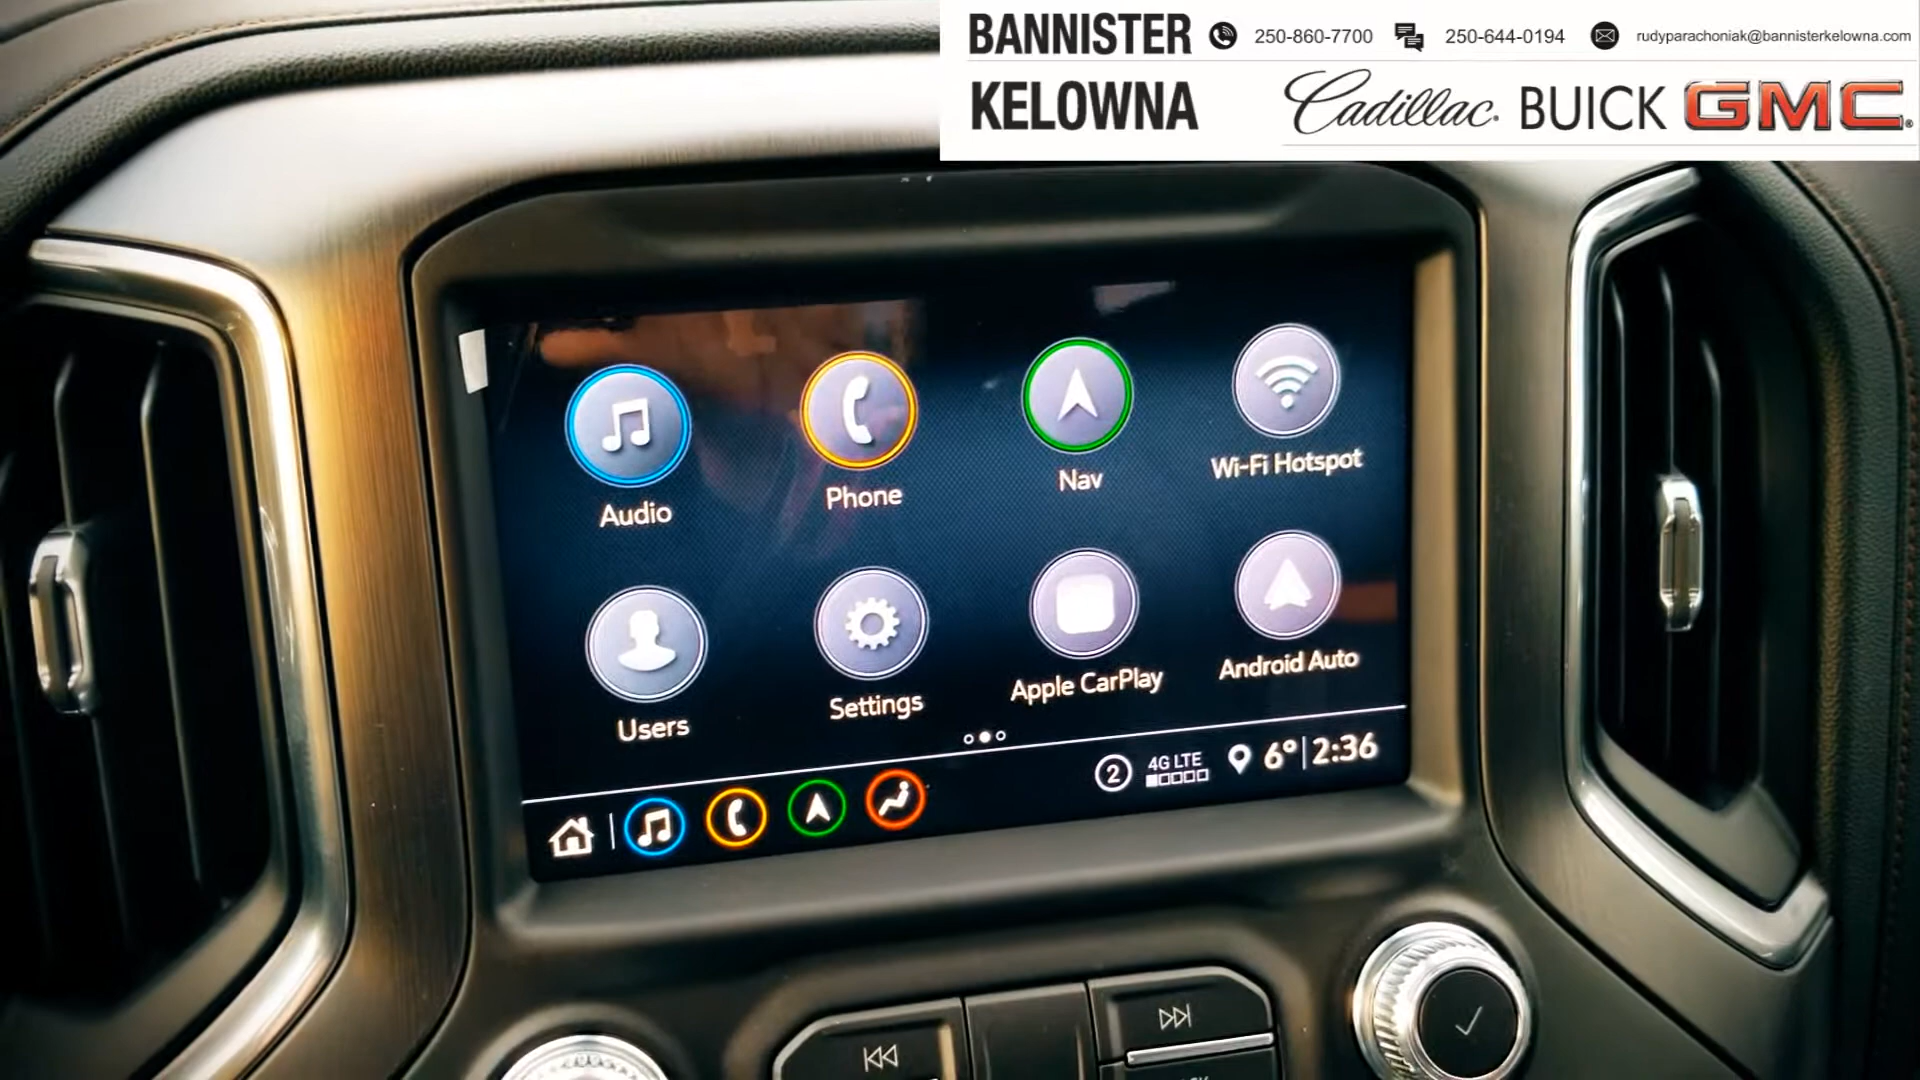 BANNISTER 250-860-7700 250-644-0194 rudyparachoniak@bannisterkelowna.com
KELOWNA Cadillac. BUICK GMC
Audio Phone Nav Wi-Fi Hotspot
Users Settings Apple CarPlay Android Auto
2 4G LTE 6° 2:36